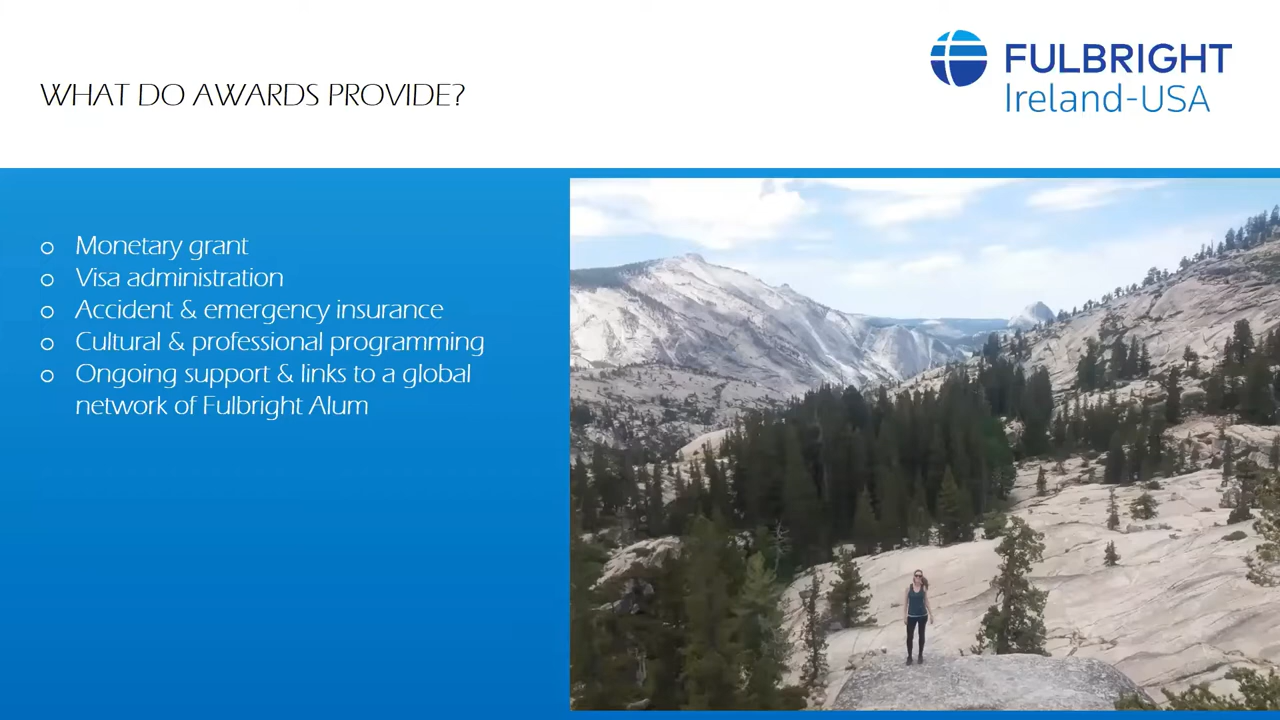 WHAT DO AWARDS PROVIDE?
FULBRIGHT
Ireland-USA
o Monetary grant
o Visa administration
o Accident & emergency insurance
o Cultural & professional programming
o Ongoing support & links to a global
network of Fulbright Alum